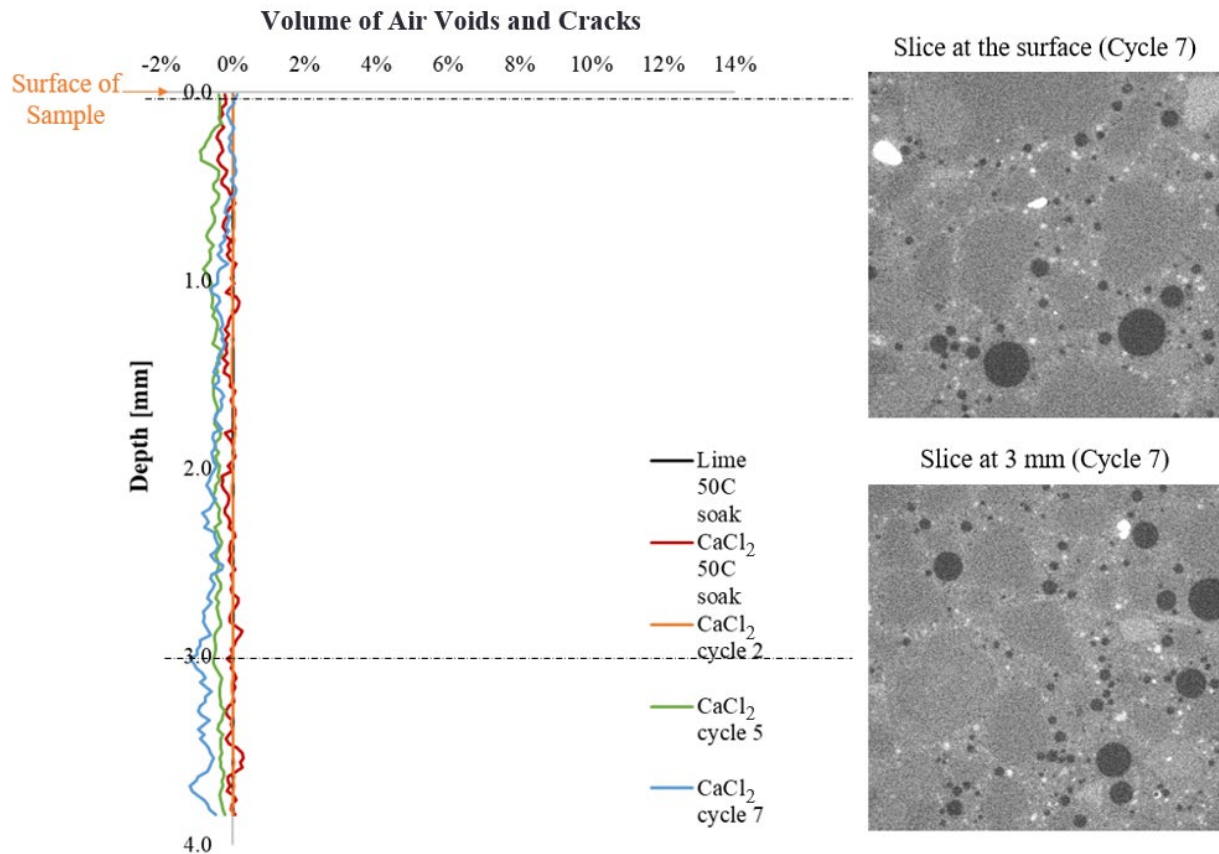 Volume of Air Voids and Cracks
-2% 0% 2% 4% 6% 8% 10% 12% 14%
Surface of
Sample
0.0
1.0
2.0
3.0
4.0
Depth [mm]
Lime
50C
soak
CaCl₂
50C
soak
CaCl₂
cycle 2
CaCl₂
cycle 5
CaCl₂
cycle 7
Slice at the surface (Cycle 7)
Slice at 3 mm (Cycle 7)